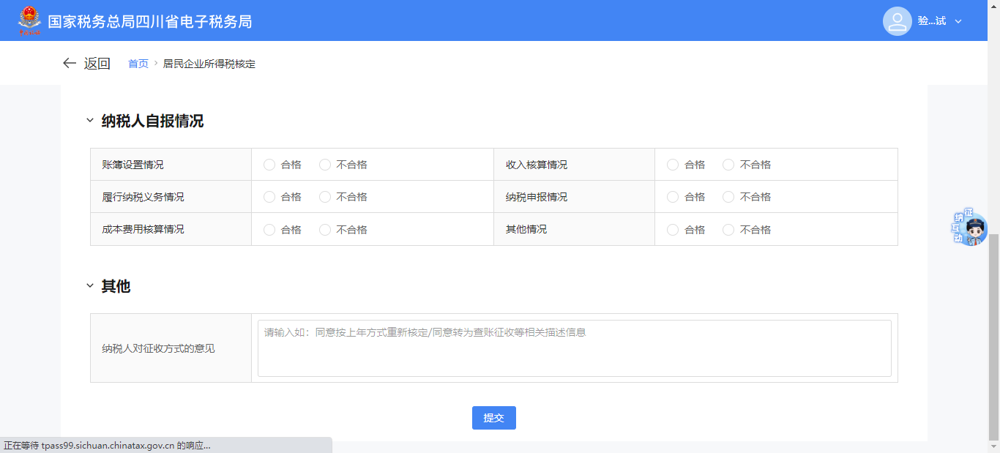 国家税务总局四川省电子税务局
验...试
返回 首页 > 居民企业所得税核定
纳税人自报情况
账簿设置情况 合格 不合格 收入核算情况 合格 不合格
履行纳税义务情况 合格 不合格 纳税申报情况 合格 不合格
成本费用核算情况 合格 不合格 其他情况 合格 不合格
征纳互动
其他
纳税人对征收方式的意见
请输入如：同意按上年方式重新核定/同意转为查账征收等相关描述信息
提交
正在等待 tpass99.sichuan.chinatax.gov.cn 的响应...